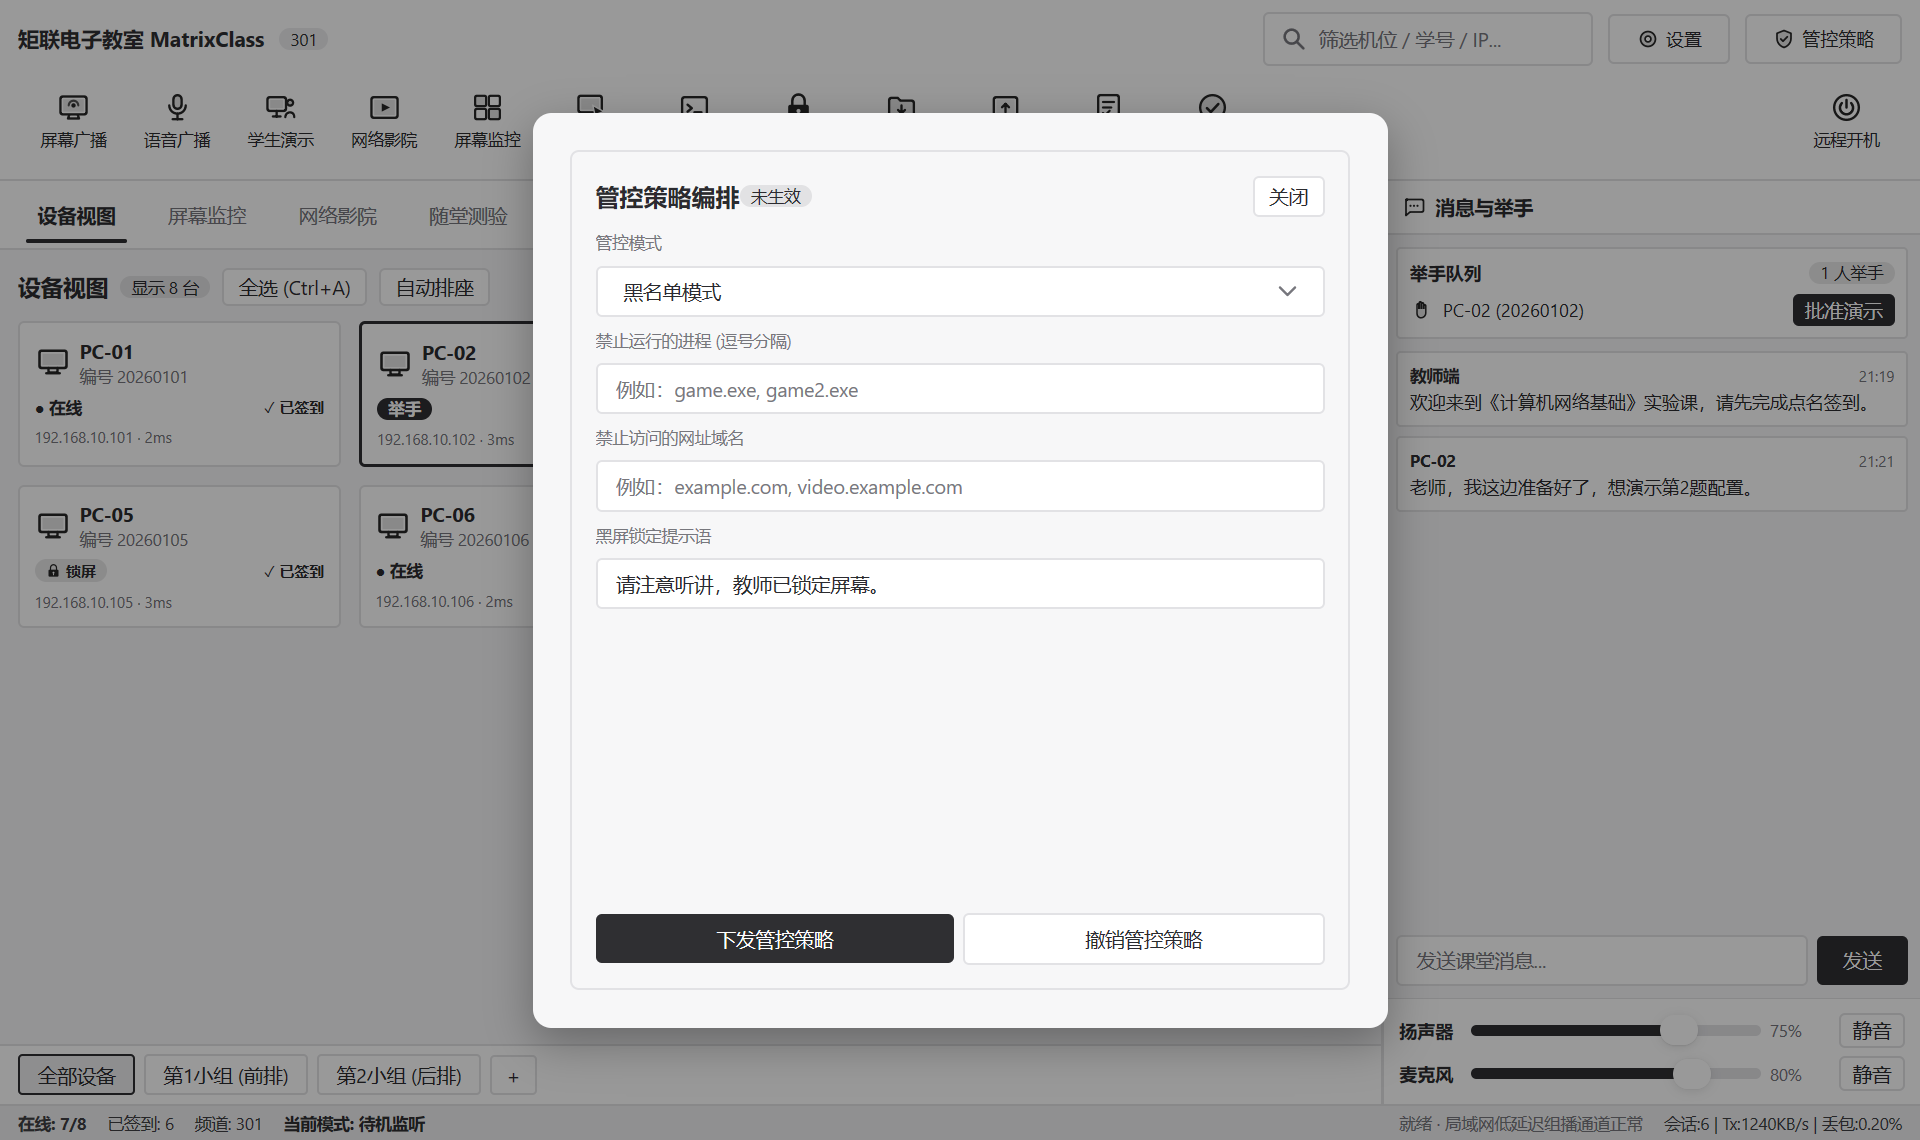 矩联电子教室 MatrixClass 301
筛选机位 / 学号 / IP...
设置
管控策略
屏幕广播
语音广播
学生演示
网络影院
屏幕监控
远程开机
设备视图
屏幕监控
网络影院
随堂测验
设备视图 显示 8 台 全选 (Ctrl+A) 自动排座
PC-01
编号 20260101
● 在线 ✓ 已签到
192.168.10.101 · 2ms
PC-02
编号 20260102
举手
192.168.10.102 · 3ms
PC-05
编号 20260105
锁屏 ✓ 已签到
192.168.10.105 · 3ms
PC-06
编号 20260106
● 在线
192.168.10.106 · 2ms
管控策略编排 未生效 关闭
管控模式
黑名单模式
禁止运行的进程 (逗号分隔)
例如：game.exe, game2.exe
禁止访问的网址域名
例如：example.com, video.example.com
黑屏锁定提示语
请注意听讲，教师已锁定屏幕。
下发管控策略 撤销管控策略
消息与举手
举手队列 1 人举手
PC-02 (20260102) 批准演示
教师端 21:19
欢迎来到《计算机网络基础》实验课，请先完成点名签到。
PC-02 21:21
老师，我这边准备好了，想演示第2题配置。
发送课堂消息... 发送
扬声器 75% 静音
麦克风 80% 静音
全部设备 第1小组 (前排) 第2小组 (后排) +
在线: 7/8 已签到: 6 频道: 301 当前模式: 待机监听
就绪 · 局域网低延迟组播通道正常 会话:6 | Tx:1240KB/s | 丢包:0.20%